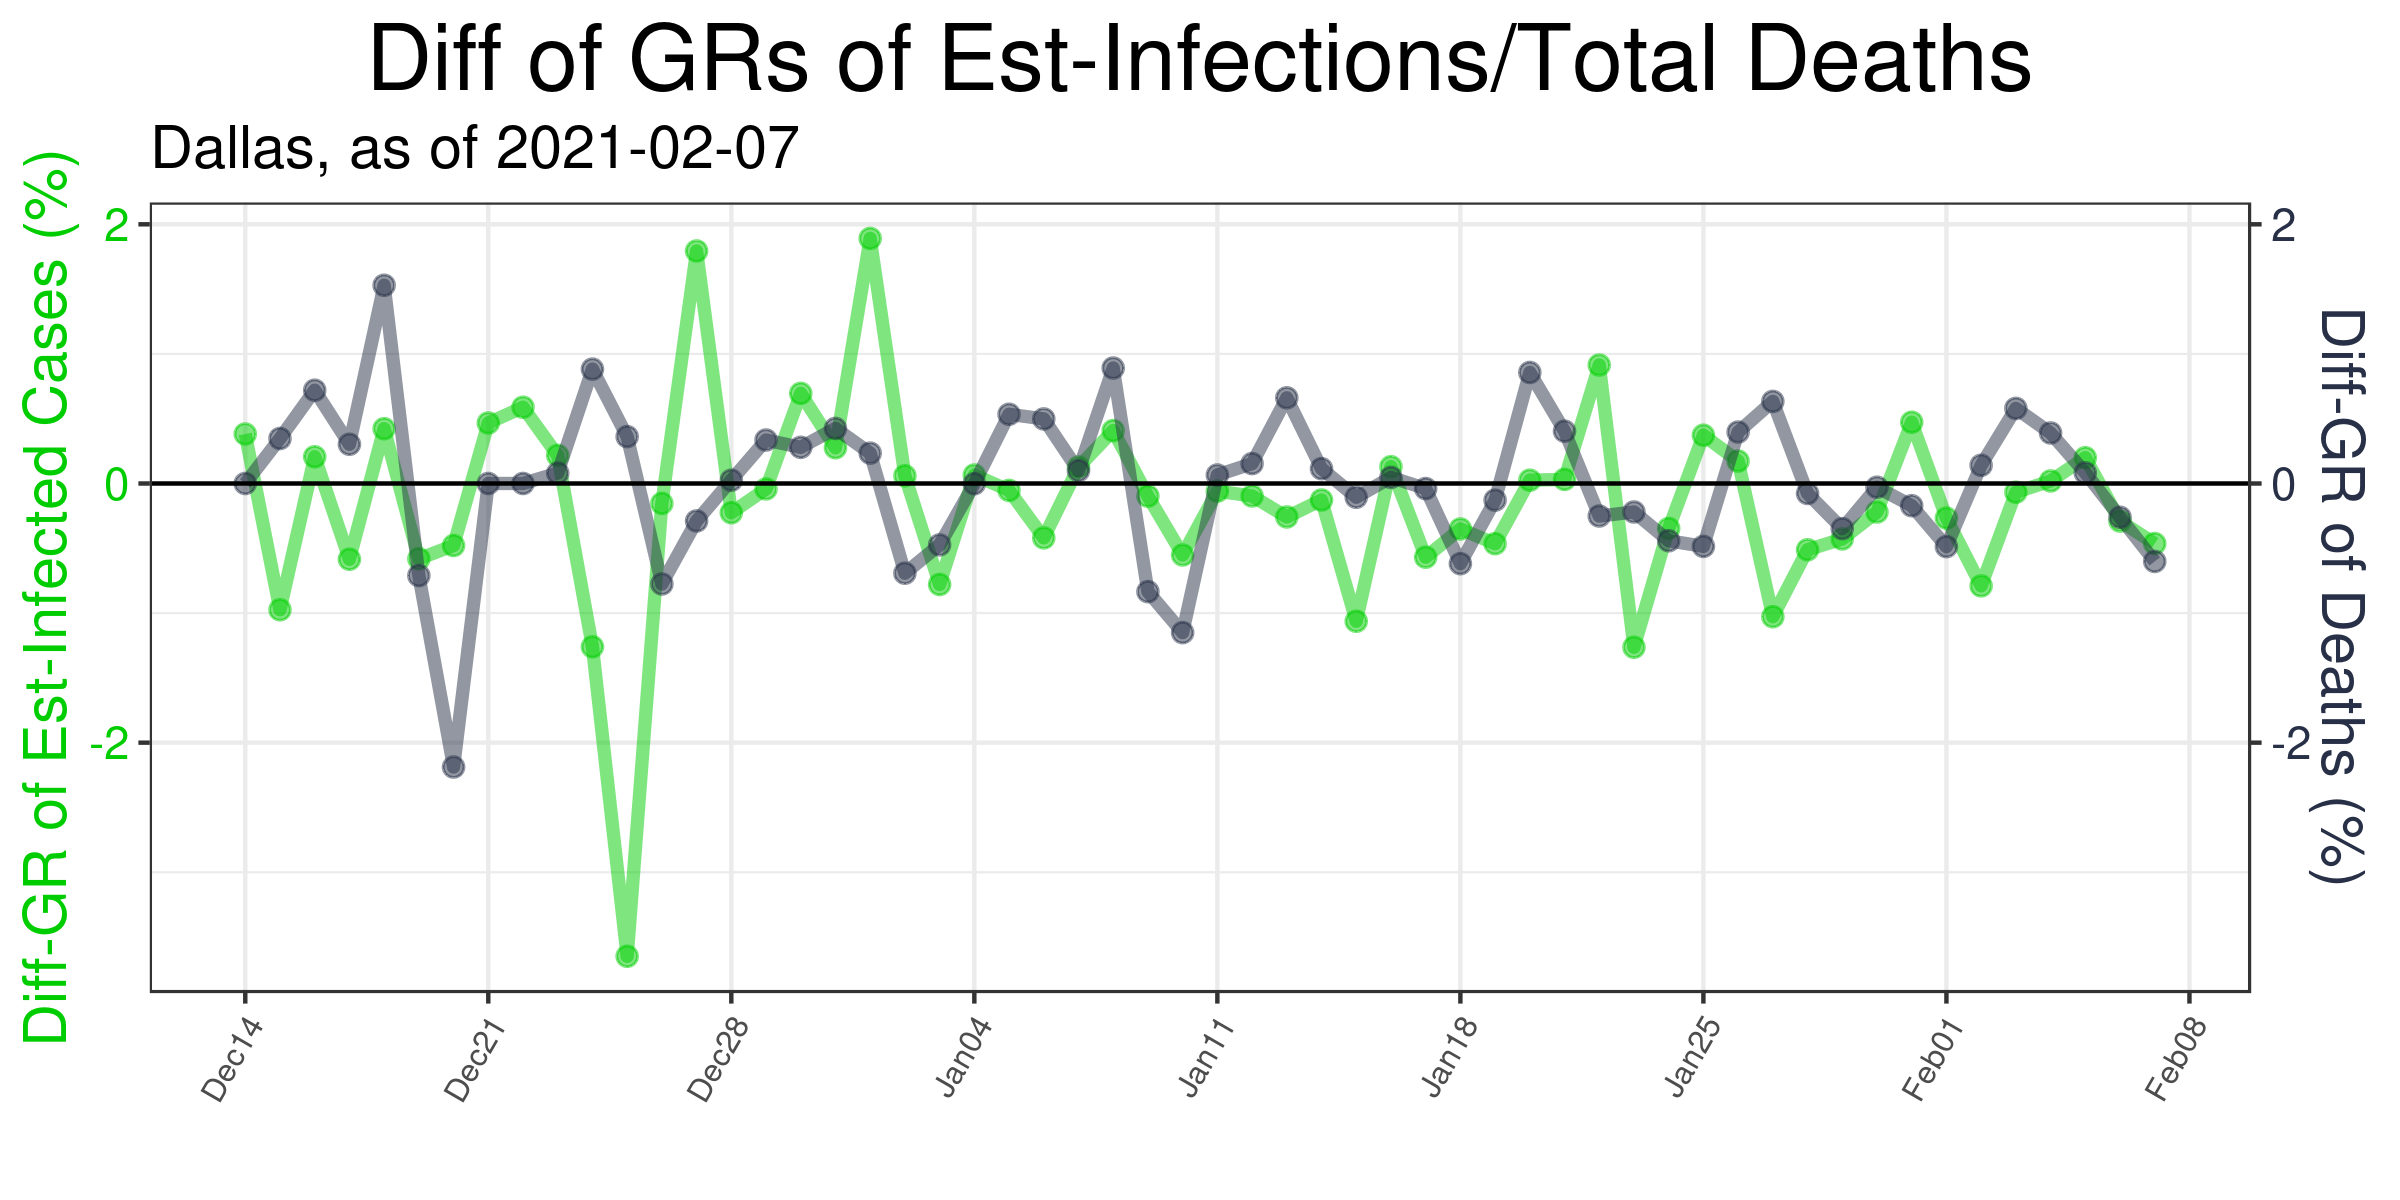 Diff of GRs of Est-Infections/Total Deaths
Dallas, as of 2021-02-07
Diff-GR of Est-Infected Cases (%)
2
0
-2
2
0
-2
Diff-GR of Deaths (%)
Dec14
Dec21
Dec28
Jan04
Jan11
Jan18
Jan25
Feb01
Feb08